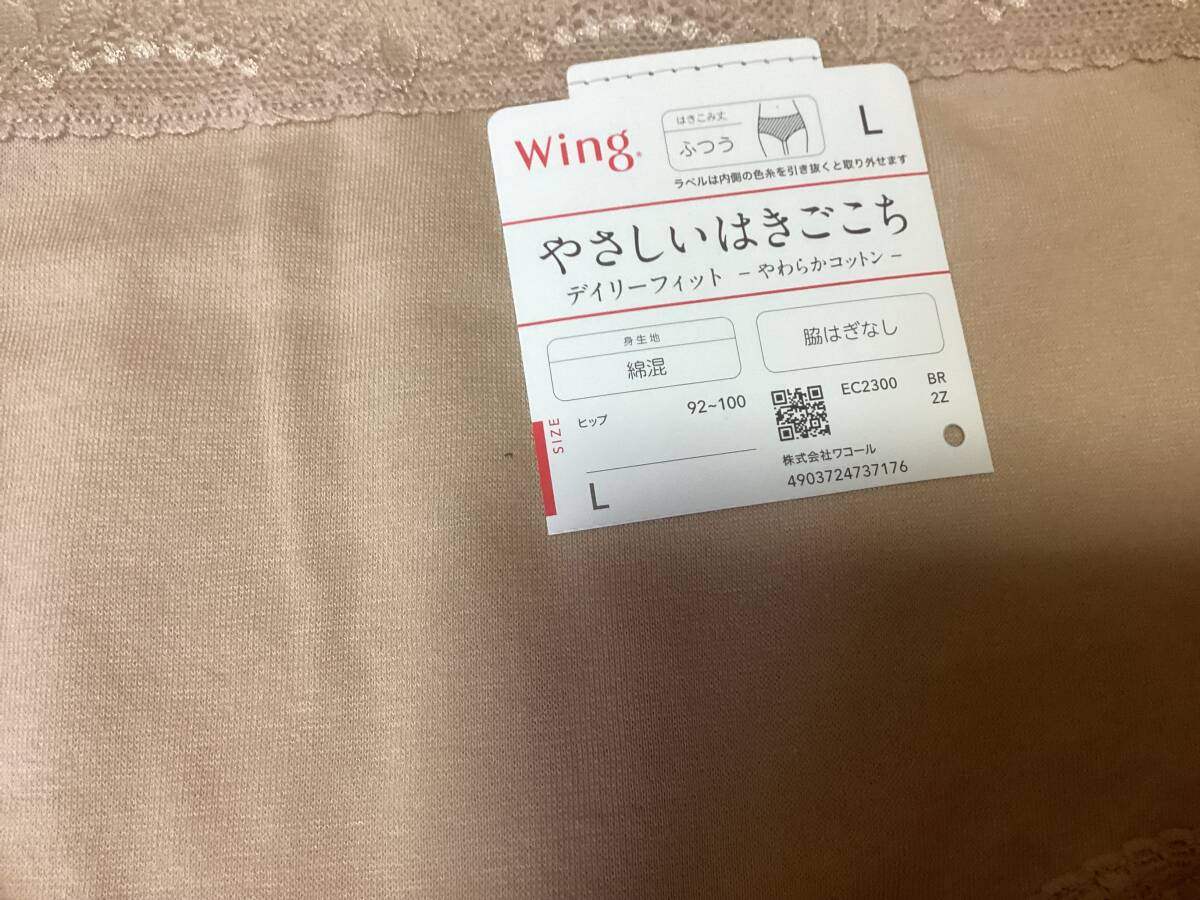 Wing®
はきこみ丈
ふつう
L
ラベルは内側の色糸を引き抜くと取り外せます
やさしいはきごこち
デイリーフィット －やわらかコットン－
身生地
綿混
脇はぎなし
SIZE
ヒップ 92~100
L
EC2300 BR
2Z
株式会社ワコール
4903724737176